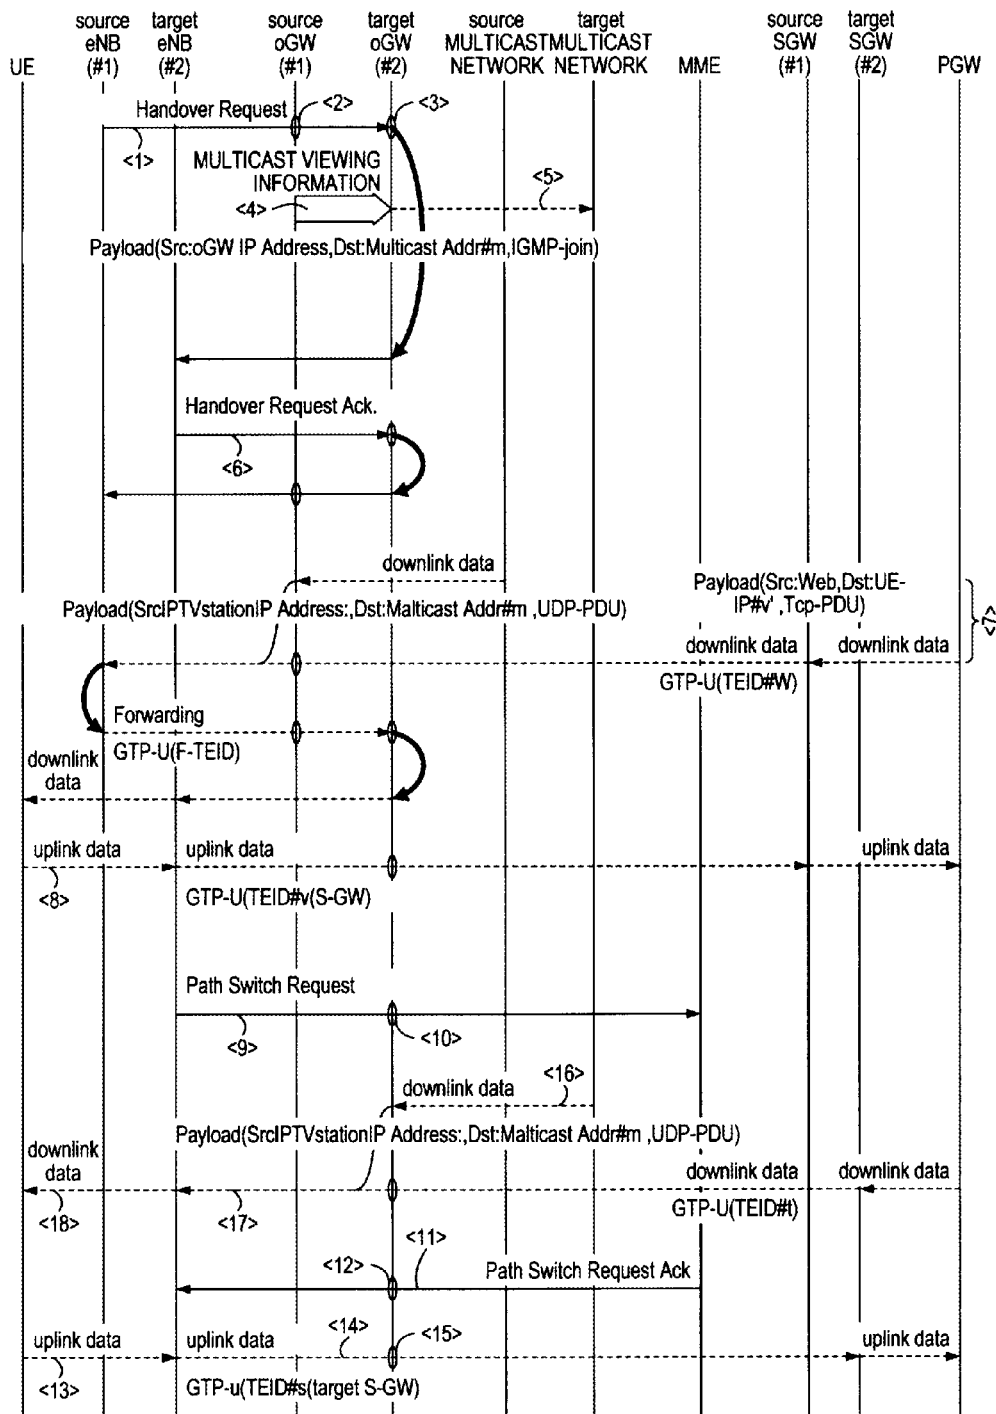 UE
source
eNB
(#1)
target
eNB
(#2)
source
oGW
(#1)
target
oGW
(#2)
source
MULTICAST
NETWORK
target
MULTICAST
NETWORK
MME
source
SGW
(#1)
target
SGW
(#2)
PGW
Handover Request
<2>
<3>
<1>
MULTICAST VIEWING
INFORMATION
<4>
<5>
Payload(Src:oGW IP Address,Dst:Multicast Addr#m,IGMP-join)
Handover Request Ack.
<6>
downlink data
Payload(Src:Web,Dst:UE-
IP#v' ,Tcp-PDU)
<7>
Payload(SrcIPTVstationIP Address:,Dst:Malticast Addr#m ,UDP-PDU)
downlink data
downlink data
GTP-U(TEID#W)
Forwarding
GTP-U(F-TEID)
downlink
data
uplink data
uplink data
uplink data
<8>
GTP-U(TEID#v(S-GW)
Path Switch Request
<9>
<10>
<16>
downlink data
Payload(SrcIPTVstationIP Address:,Dst:Malticast Addr#m ,UDP-PDU)
downlink
data
downlink data
downlink data
<18>
<17>
GTP-U(TEID#t)
<11>
<12>
Path Switch Request Ack
uplink data
uplink data
<14>
<15>
uplink data
<13>
GTP-u(TEID#s(target S-GW)